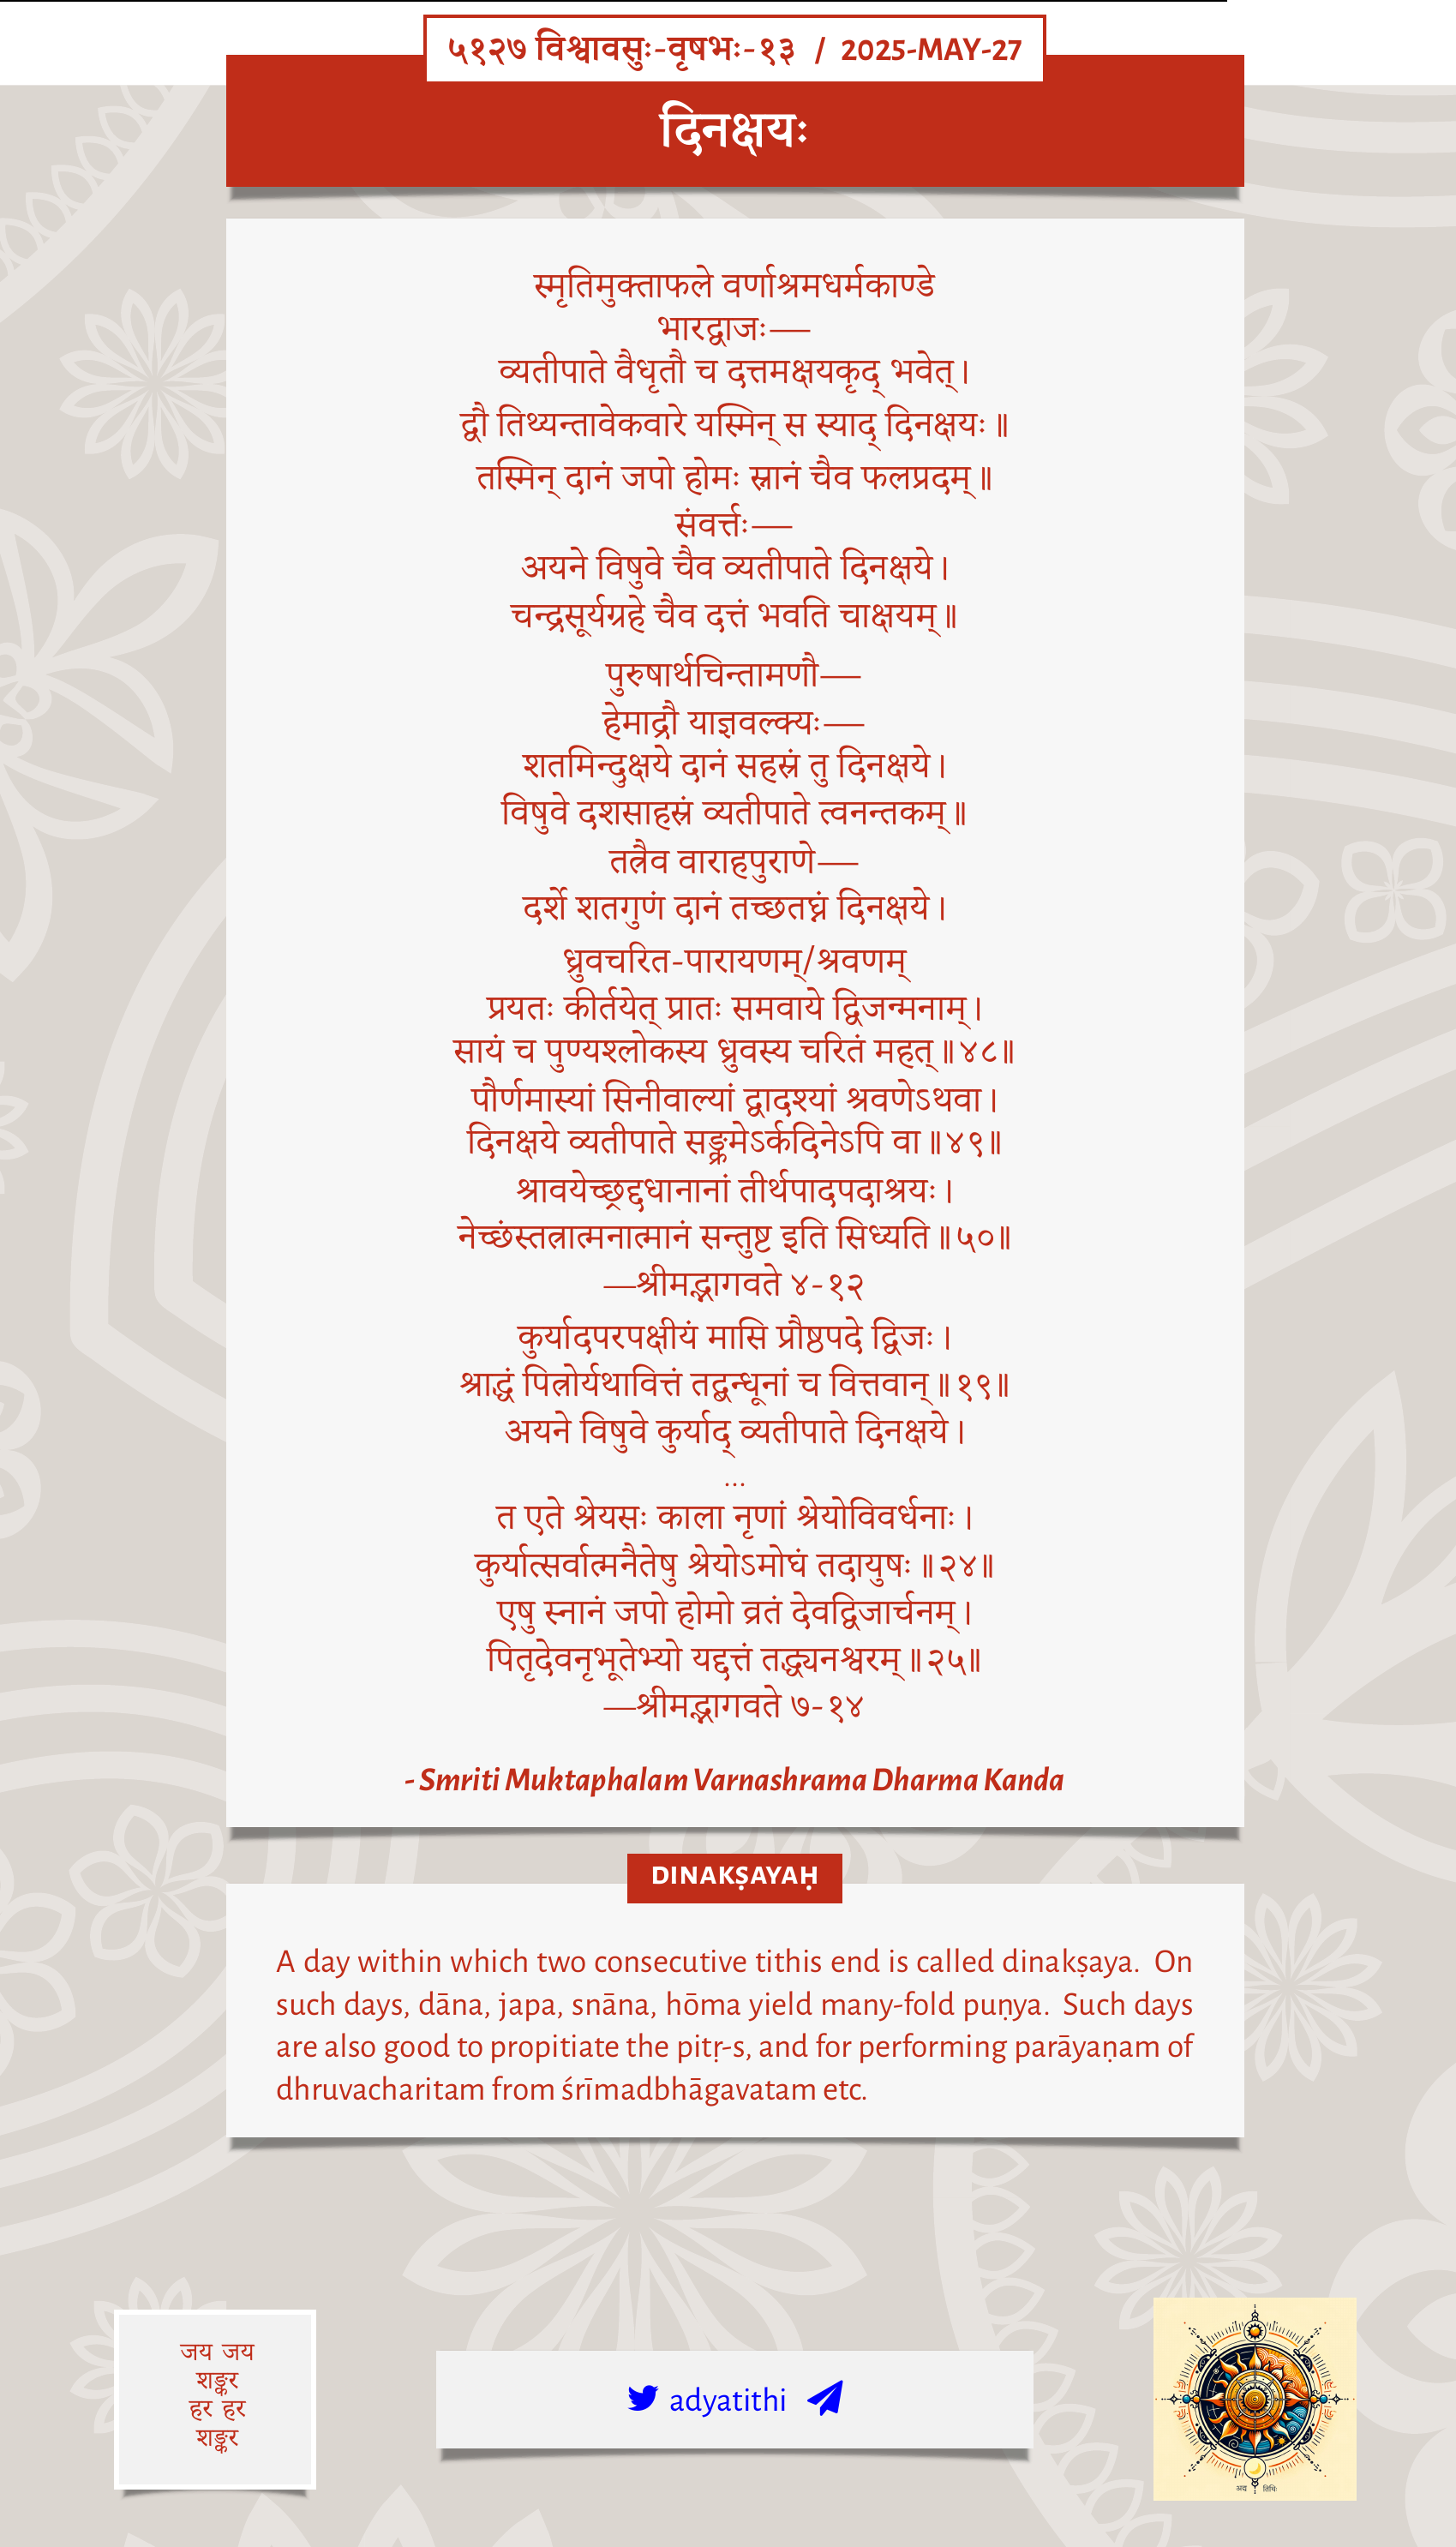 ५१२७ विश्वावसुः-वृषभः-१३ / 2025-MAY-27
दिनक्षयः
स्मृतिमुक्ताफले वर्णाश्रमधर्मकाण्डे
भारद्वाजः—
व्यतीपाते वैधृतौ च दत्तमक्षयकृद् भवेत्।
द्वौ तिथ्यन्तावेकवारे यस्मिन् स स्याद् दिनक्षयः॥
तस्मिन् दानं जपो होमः स्नानं चैव फलप्रदम्॥
संवर्त्तः—
अयने विषुवे चैव व्यतीपाते दिनक्षये।
चन्द्रसूर्यग्रहे चैव दत्तं भवति चाक्षयम्॥
पुरुषार्थचिन्तामणौ—
हेमाद्रौ याज्ञवल्क्यः—
शतमिन्दुक्षये दानं सहस्रं तु दिनक्षये।
विषुवे दशसाहस्रं व्यतीपाते त्वनन्तकम्॥
तत्रैव वाराहपुराणे—
दर्शे शतगुणं दानं तच्छतघ्नं दिनक्षये।
ध्रुवचरित-पारायणम्/श्रवणम्
प्रयतः कीर्तयेत् प्रातः समवाये द्विजन्मनाम्।
सायं च पुण्यश्लोकस्य ध्रुवस्य चरितं महत्॥४८॥
पौर्णमास्यां सिनीवाल्यां द्वादश्यां श्रवणेऽथवा।
दिनक्षये व्यतीपाते सङ्क्रमेऽर्कदिनेऽपि वा॥४९॥
श्रावयेच्छ्रद्दधानानां तीर्थपादपदाश्रयः।
नेच्छंस्तत्रात्मनात्मानं सन्तुष्ट इति सिध्यति॥५०॥
—श्रीमद्भागवते ४-१२
कुर्यादपरपक्षीयं मासि प्रौष्ठपदे द्विजः।
श्राद्धं पित्रोर्यथावित्तं तद्बन्धूनां च वित्तवान्॥१९॥
अयने विषुवे कुर्याद् व्यतीपाते दिनक्षये।
…
त एते श्रेयसः काला नृणां श्रेयोविवर्धनाः।
कुर्यात्सर्वात्मनैतेषु श्रेयोऽमोघं तदायुषः॥२४॥
एषु स्नानं जपो होमो व्रतं देवद्विजार्चनम्।
पितृदेवनृभूतेभ्यो यद्दत्तं तद्ध्यनश्वरम्॥२५॥
—श्रीमद्भागवते ७-१४
- Smriti Muktaphalam Varnashrama Dharma Kanda
DINAKṢAYAḤ
A day within which two consecutive tithis end is called dinakṣaya. On
such days, dāna, japa, snāna, hōma yield many-fold puṇya. Such days
are also good to propitiate the pitṛ-s, and for performing parāyaṇam of
dhruvacharitam from śrīmadbhāgavatam etc.
जय जय
शङ्कर
हर हर
शङ्कर
adyatithi
अद्य तिथिः